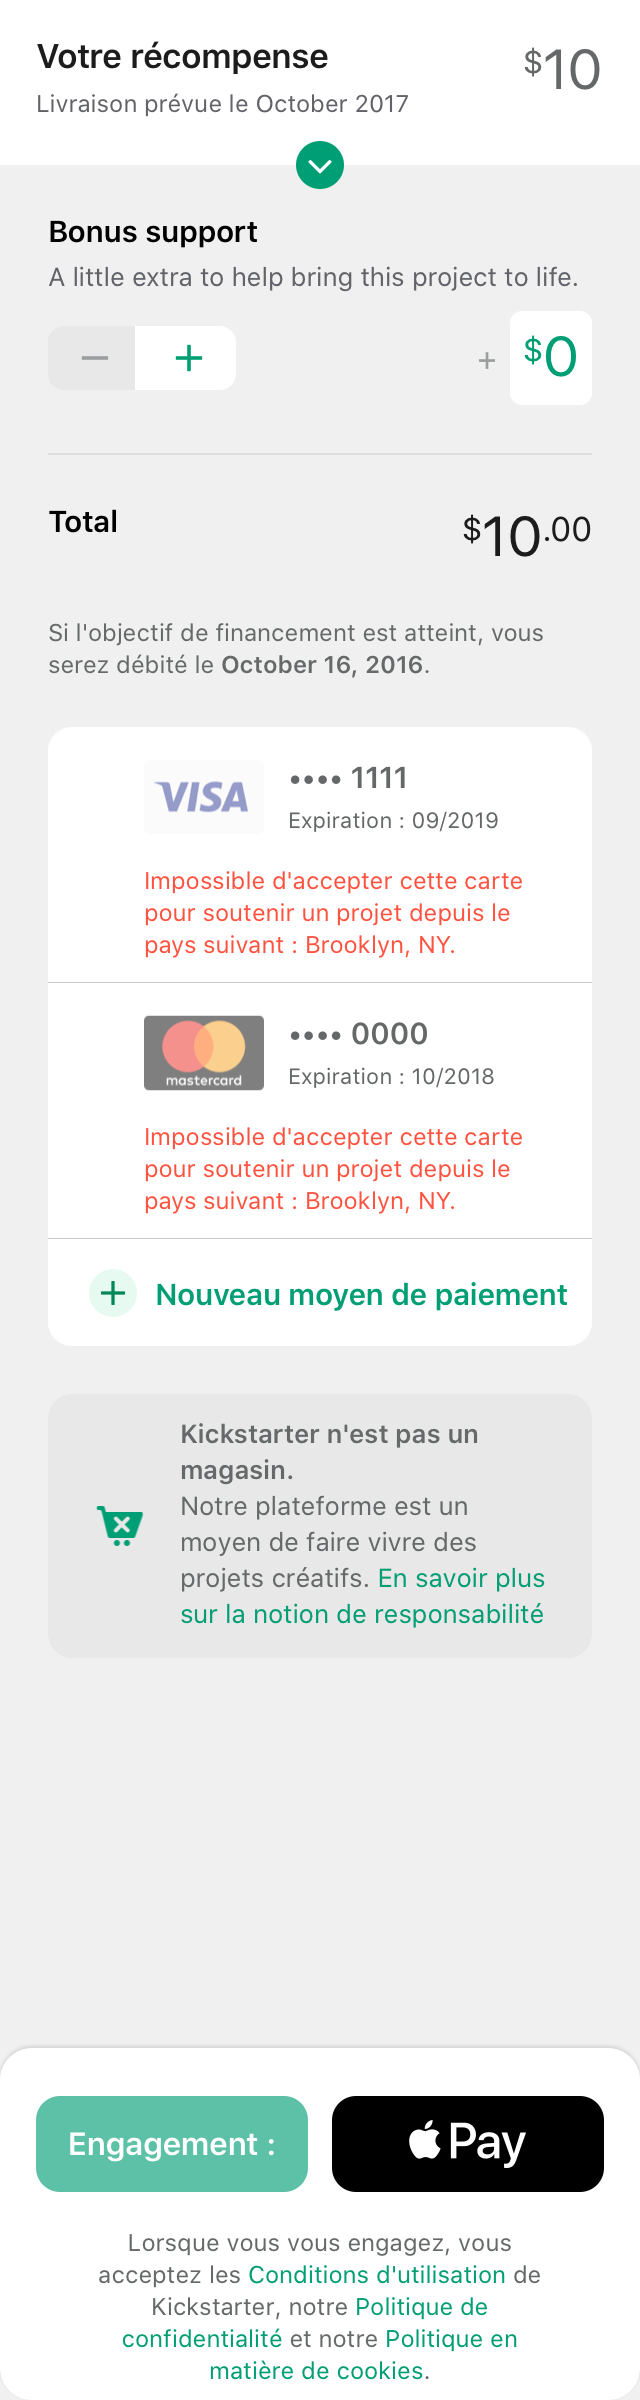 Votre récompense
$10
Livraison prévue le October 2017
Bonus support
A little extra to help bring this project to life.
+ $0
Total
$10.00
Si l'objectif de financement est atteint, vous
serez débité le October 16, 2016.
VISA
•••• 1111
Expiration : 09/2019
Impossible d'accepter cette carte
pour soutenir un projet depuis le
pays suivant : Brooklyn, NY.
mastercard
•••• 0000
Expiration : 10/2018
Impossible d'accepter cette carte
pour soutenir un projet depuis le
pays suivant : Brooklyn, NY.
Nouveau moyen de paiement
Kickstarter n'est pas un
magasin.
Notre plateforme est un
moyen de faire vivre des
projets créatifs. En savoir plus
sur la notion de responsabilité
Engagement :
Pay
Lorsque vous vous engagez, vous
acceptez les Conditions d'utilisation de
Kickstarter, notre Politique de
confidentialité et notre Politique en
matière de cookies.